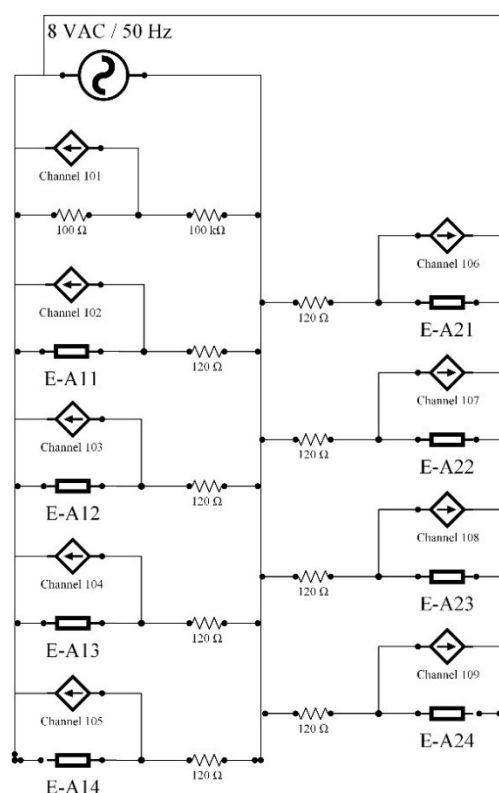 8 VAC / 50 Hz
Channel 101
100 Ω
100 kΩ
Channel 102
120 Ω
E-A11
Channel 103
120 Ω
E-A12
Channel 104
120 Ω
E-A13
Channel 105
120 Ω
E-A14
Channel 106
120 Ω
E-A21
Channel 107
120 Ω
E-A22
Channel 108
120 Ω
E-A23
Channel 109
120 Ω
E-A24